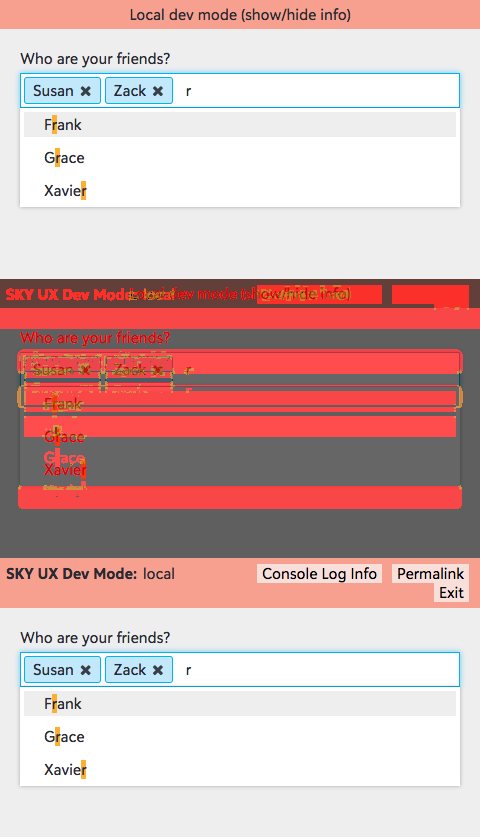 Local dev mode (show/hide info)
Who are your friends?
Susan ✖ Zack ✖ r
Frank
Grace
Xavier
SKY UX Dev Mode: local
Local dev mode (show/hide info)
Who are your friends?
Susan ✖ Zack ✖ r
Frank
Grace
Grace
Xavier
SKY UX Dev Mode: local Console Log Info Permalink
Exit
Who are your friends?
Susan ✖ Zack ✖ r
Frank
Grace
Xavier